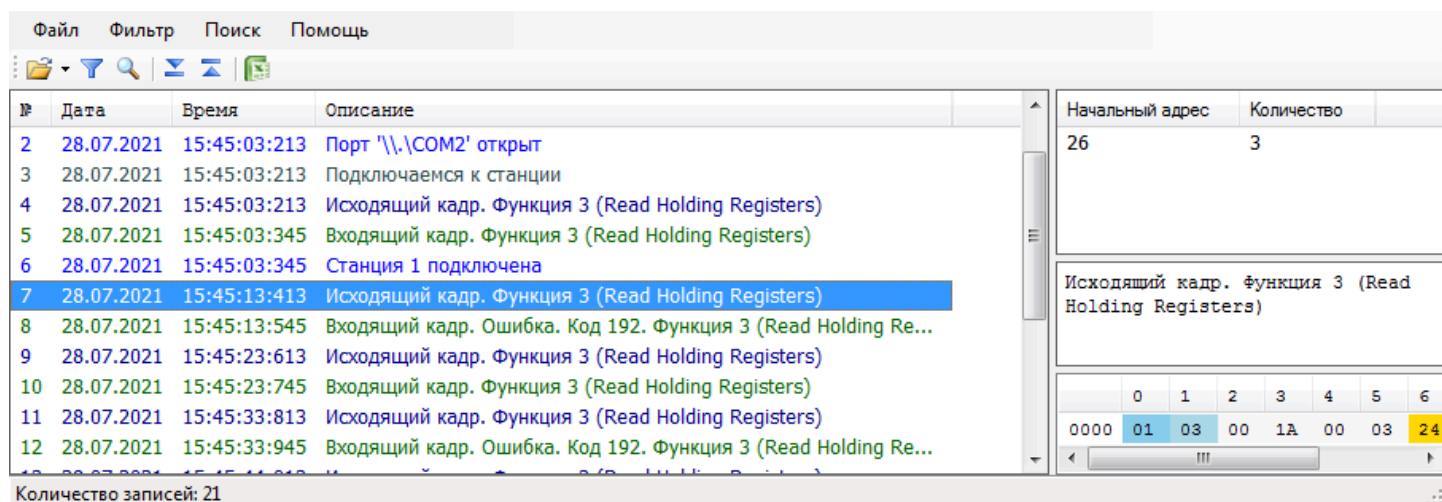 Файл Фильтр Поиск Помощь
№ Дата Время Описание
2 28.07.2021 15:45:03:213 Порт '\\.\COM2' открыт
3 28.07.2021 15:45:03:213 Подключаемся к станции
4 28.07.2021 15:45:03:213 Исходящий кадр. Функция 3 (Read Holding Registers)
5 28.07.2021 15:45:03:345 Входящий кадр. Функция 3 (Read Holding Registers)
6 28.07.2021 15:45:03:345 Станция 1 подключена
7 28.07.2021 15:45:13:413 Исходящий кадр. Функция 3 (Read Holding Registers)
8 28.07.2021 15:45:13:545 Входящий кадр. Ошибка. Код 192. Функция 3 (Read Holding Re...
9 28.07.2021 15:45:23:613 Исходящий кадр. Функция 3 (Read Holding Registers)
10 28.07.2021 15:45:23:745 Входящий кадр. Функция 3 (Read Holding Registers)
11 28.07.2021 15:45:33:813 Исходящий кадр. Функция 3 (Read Holding Registers)
12 28.07.2021 15:45:33:945 Входящий кадр. Ошибка. Код 192. Функция 3 (Read Holding Re...
Начальный адрес Количество
26 3
Исходящий кадр. Функция 3 (Read
Holding Registers)
0 1 2 3 4 5 6
0000 01 03 00 1A 00 03 24
Количество записей: 21